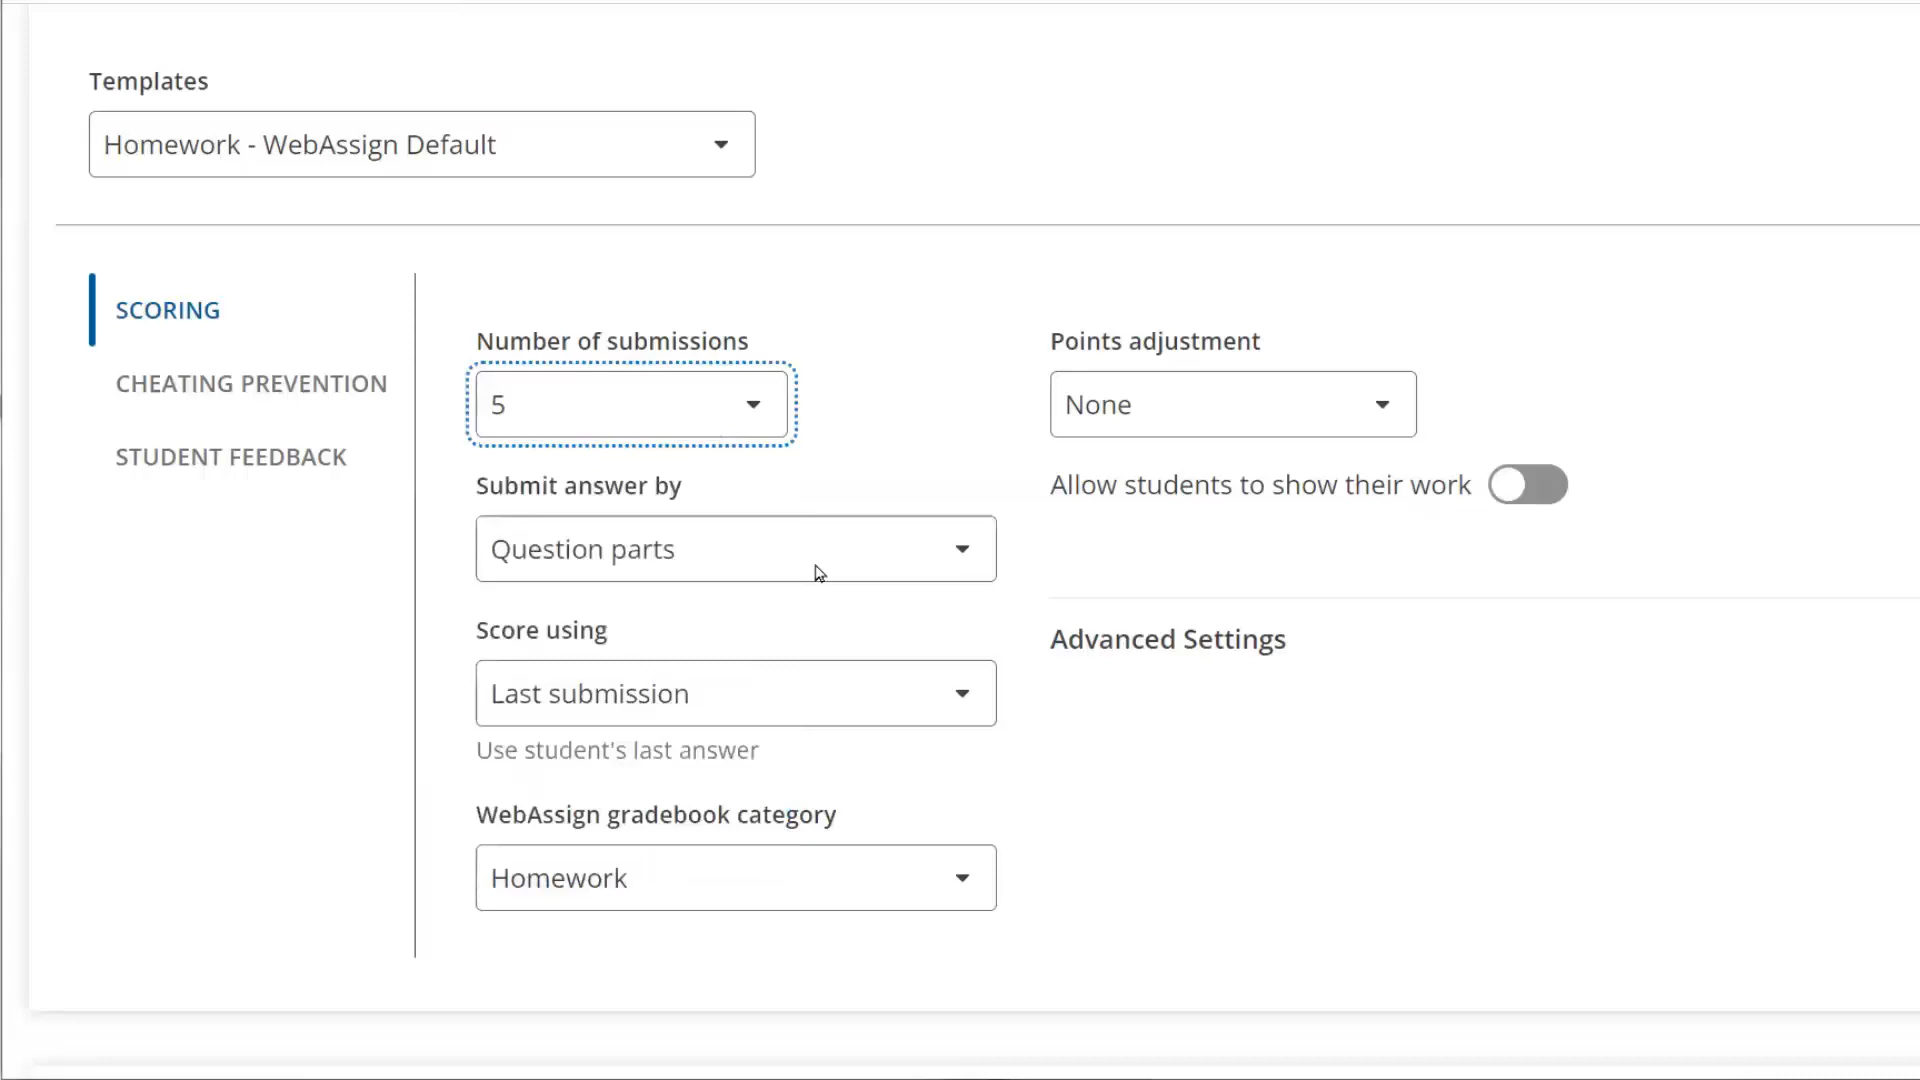 Templates
Homework - WebAssign Default
SCORING
CHEATING PREVENTION
STUDENT FEEDBACK
Number of submissions
5
Submit answer by
Question parts
Score using
Last submission
Use student's last answer
WebAssign gradebook category
Homework
Points adjustment
None
Allow students to show their work
Advanced Settings